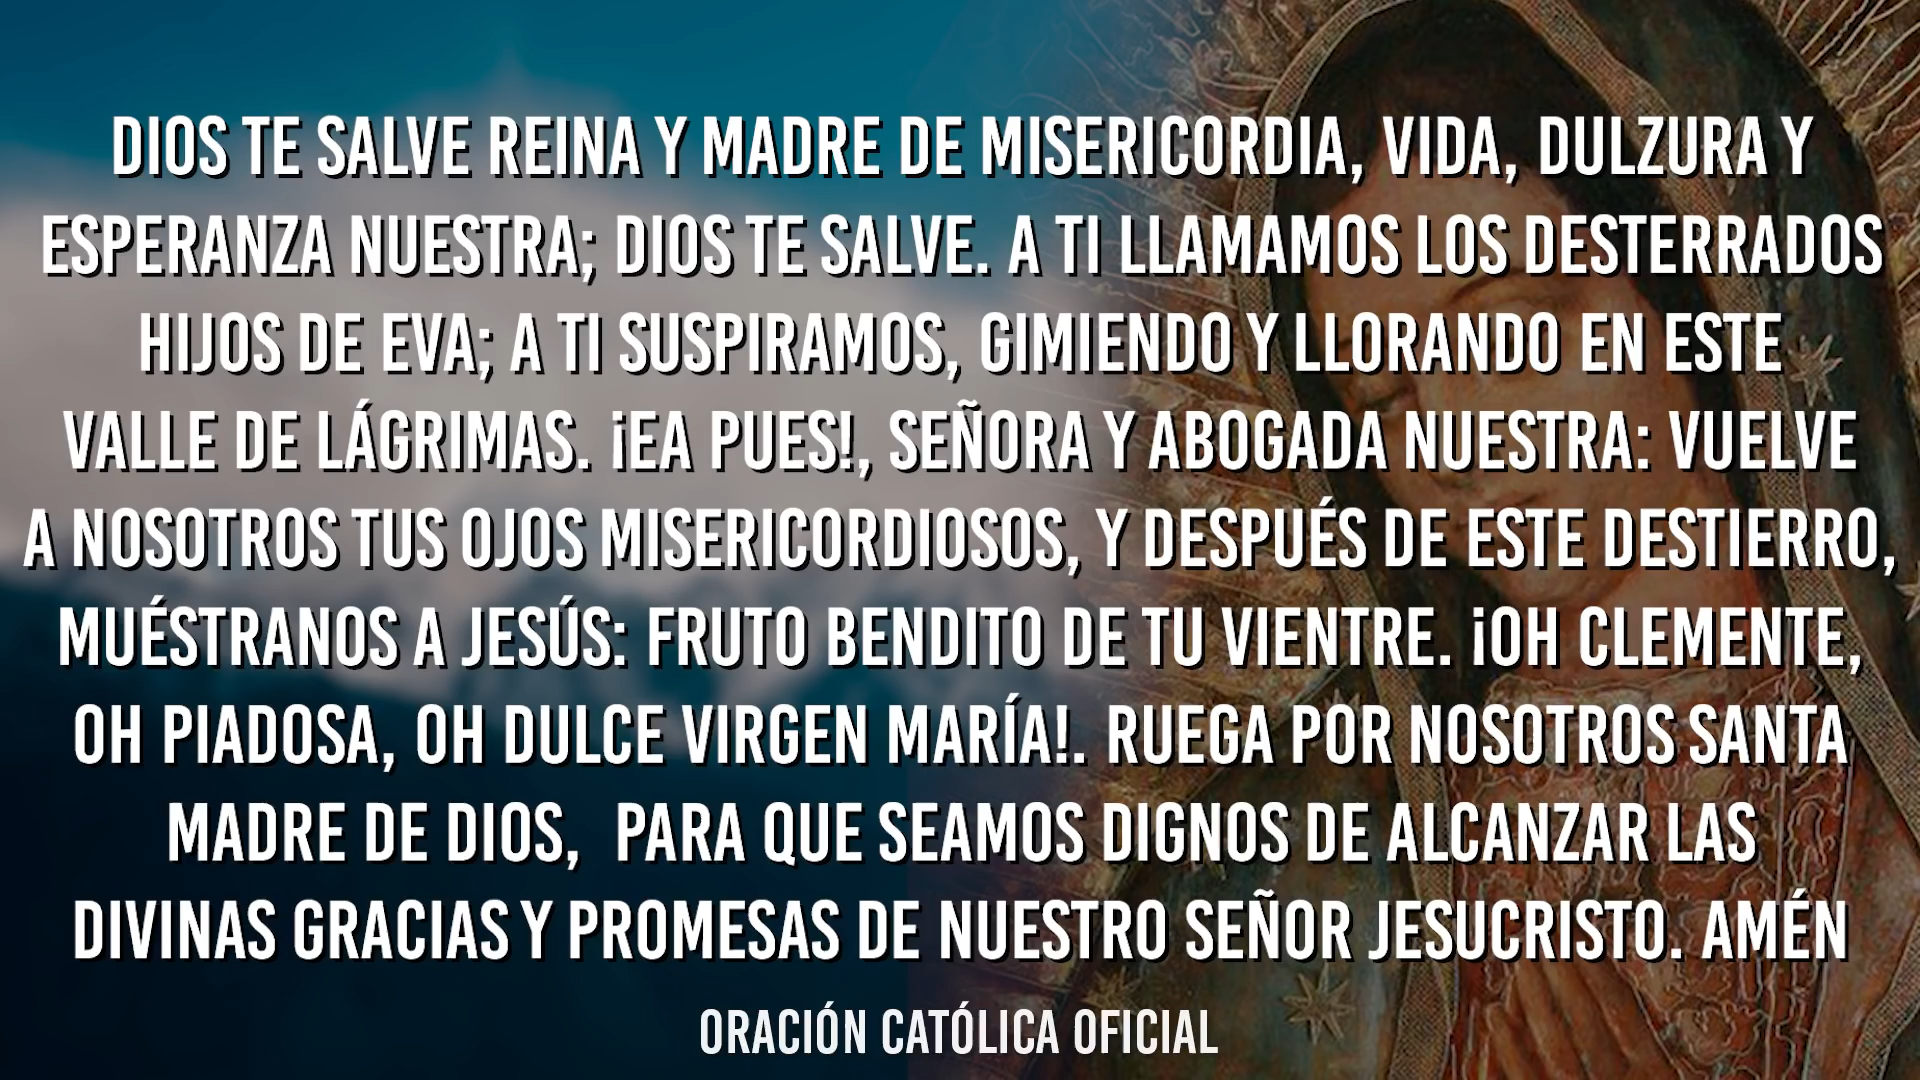 DIOS TE SALVE REINA Y MADRE DE MISERICORDIA, VIDA, DULZURA Y
ESPERANZA NUESTRA; DIOS TE SALVE. A TI LLAMAMOS LOS DESTERRADOS
HIJOS DE EVA; A TI SUSPIRAMOS, GIMIENDO Y LLORANDO EN ESTE
VALLE DE LÁGRIMAS. ¡EA PUES!, SEÑORA Y ABOGADA NUESTRA: VUELVE
A NOSOTROS TUS OJOS MISERICORDIOSOS, Y DESPUÉS DE ESTE DESTIERRO,
MUÉSTRANOS A JESÚS: FRUTO BENDITO DE TU VIENTRE. ¡OH CLEMENTE,
OH PIADOSA, OH DULCE VIRGEN MARÍA!. RUEGA POR NOSOTROS SANTA
MADRE DE DIOS,  PARA QUE SEAMOS DIGNOS DE ALCANZAR LAS
DIVINAS GRACIAS Y PROMESAS DE NUESTRO SEÑOR JESUCRISTO. AMÉN
ORACIÓN CATÓLICA OFICIAL